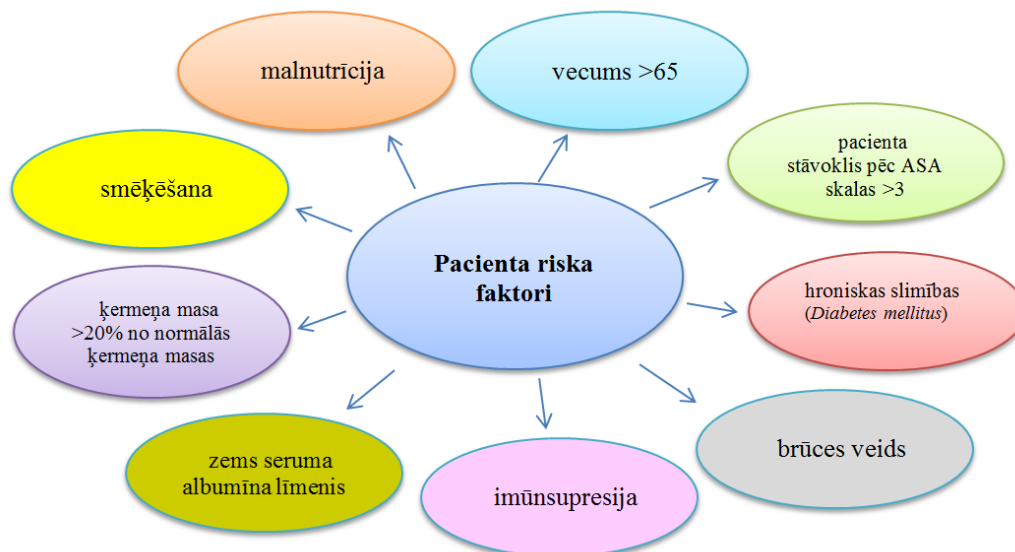 malnutrīcija
vecums >65
pacienta
stāvoklis pēc ASA
skalas >3
smēķēšana
Pacienta riska
faktori
hroniskas slimības
(Diabetes mellitus)
ķermeņa masa
>20% no normālās
ķermeņa masas
brūces veids
zems seruma
albumīna līmenis
imūnsupresija